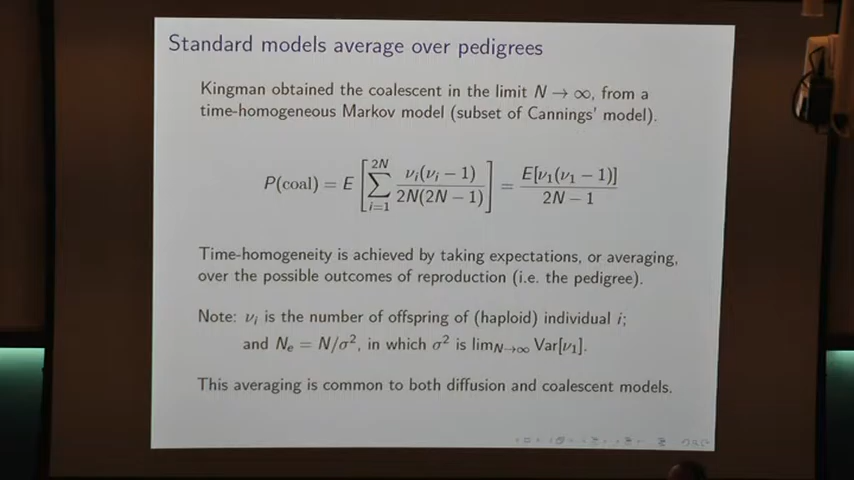 Standard models average over pedigrees
Kingman obtained the coalescent in the limit N → ∞, from a
time-homogeneous Markov model (subset of Cannings' model).
P(coal) = E [ ∑_{i=1}^{2N} ν_i(ν_i − 1) / 2N(2N − 1) ] = E[ν_1(ν_1 − 1)] / 2N − 1
Time-homogeneity is achieved by taking expectations, or averaging,
over the possible outcomes of reproduction (i.e. the pedigree).
Note: ν_i is the number of offspring of (haploid) individual i;
and N_e = N/σ², in which σ² is lim_{N→∞} Var[ν_1].
This averaging is common to both diffusion and coalescent models.